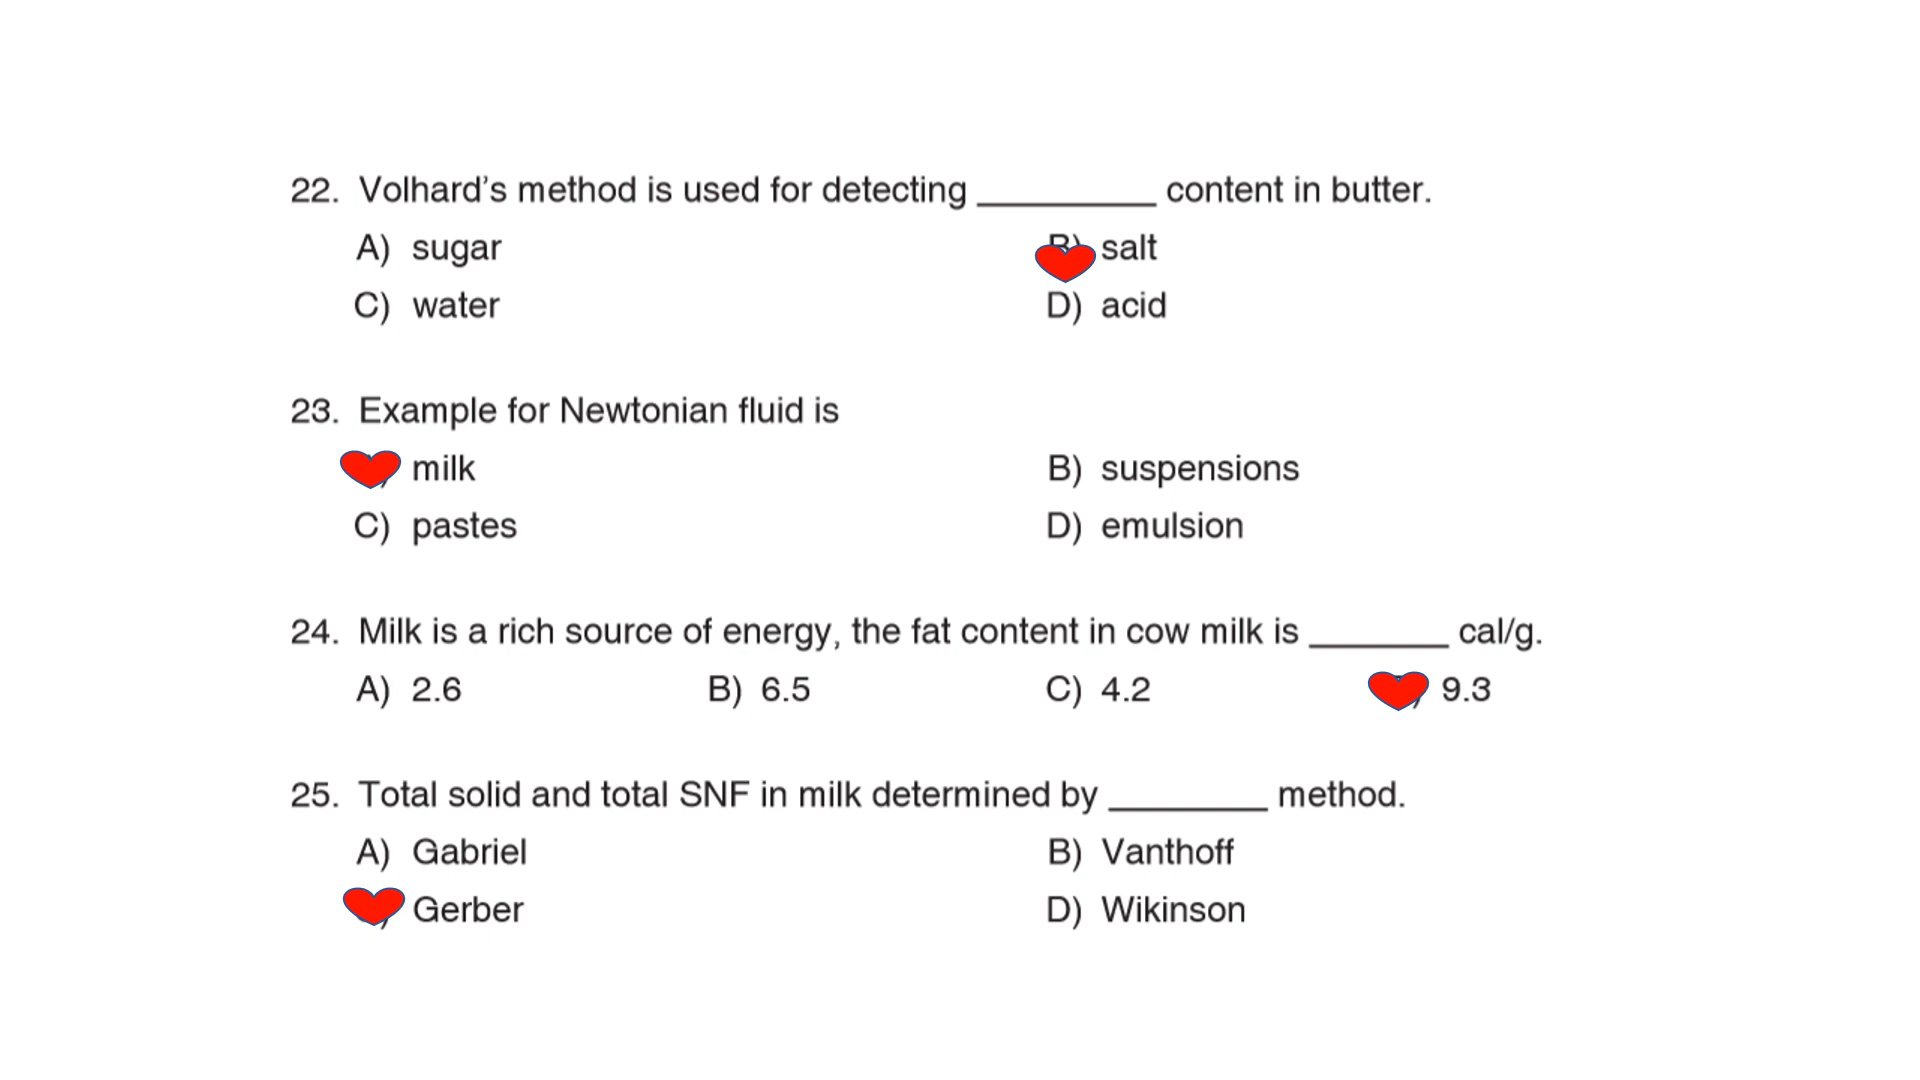 22. Volhard's method is used for detecting __________ content in butter.
A) sugar B) salt
C) water D) acid
23. Example for Newtonian fluid is
milk B) suspensions
C) pastes D) emulsion
24. Milk is a rich source of energy, the fat content in cow milk is ________ cal/g.
A) 2.6 B) 6.5 C) 4.2 9.3
25. Total solid and total SNF in milk determined by _________ method.
A) Gabriel B) Vanthoff
Gerber D) Wikinson